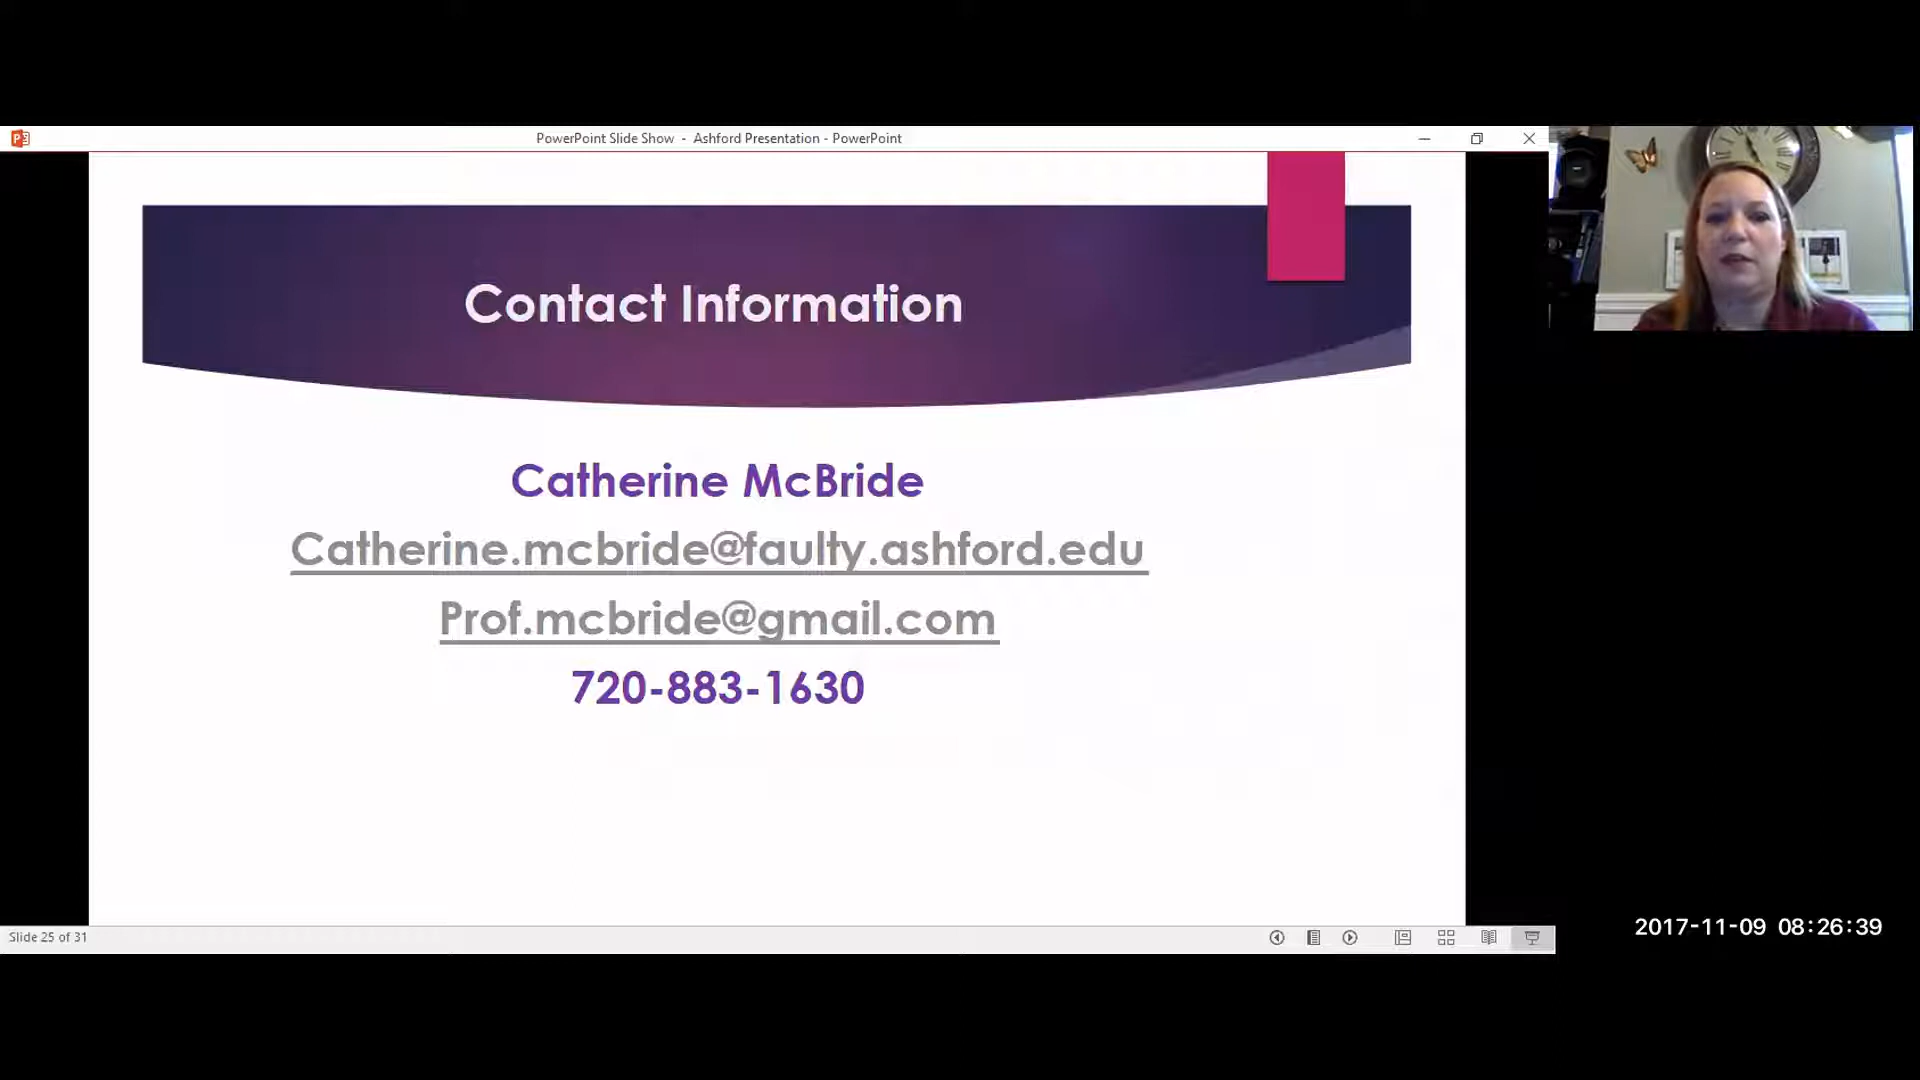 PowerPoint Slide Show - Ashford Presentation - PowerPoint
Contact Information
Catherine McBride
Catherine.mcbride@faulty.ashford.edu
Prof.mcbride@gmail.com
720-883-1630
Slide 25 of 31
2017-11-09 08:26:39